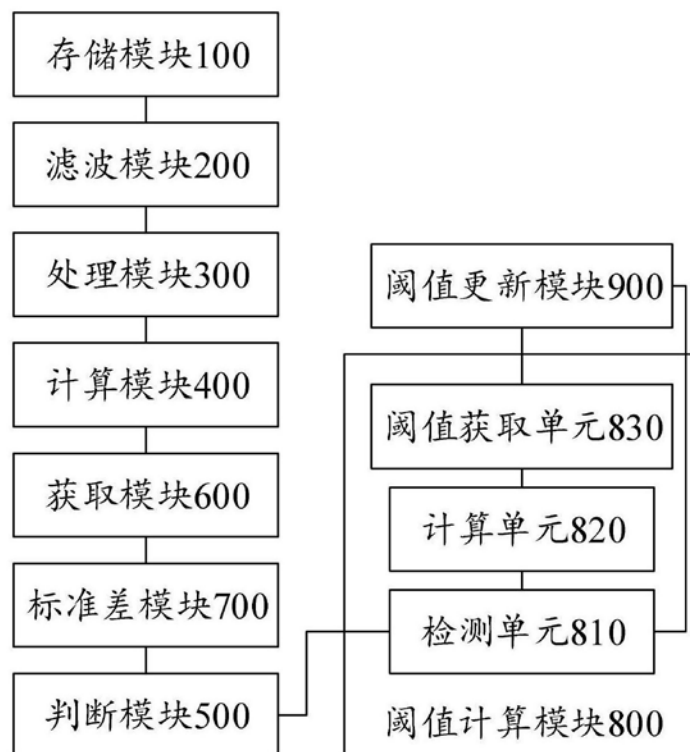 存储模块100
滤波模块200
处理模块300
计算模块400
获取模块600
标准差模块700
判断模块500
阈值更新模块900
阈值获取单元830
计算单元820
检测单元810
阈值计算模块800